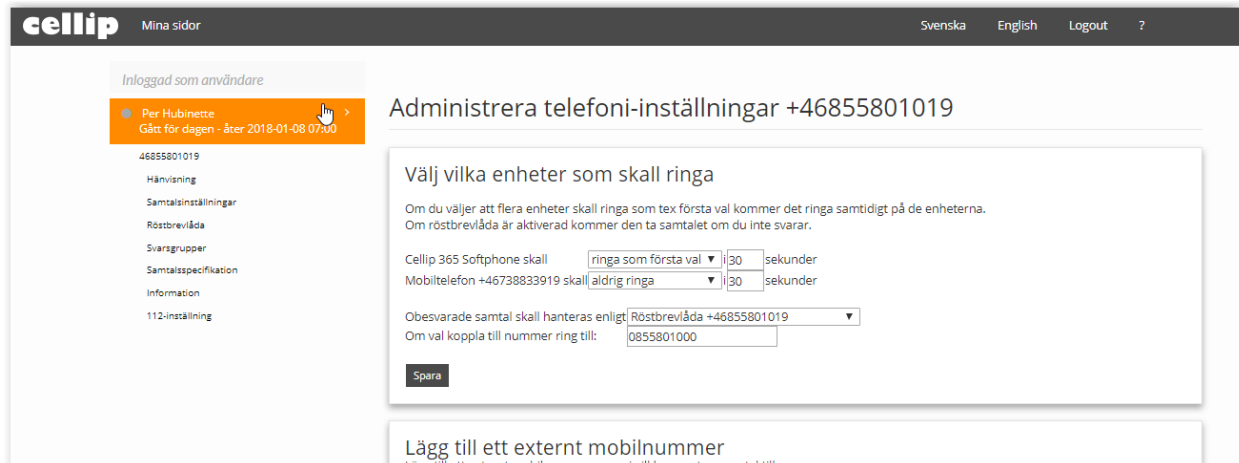 cellip Mina sidor Svenska English Logout ?
Inloggad som användare
Per Hubinette
Gått för dagen - åter 2018-01-08 07:00
46855801019
Hänvisning
Samtalsinställningar
Röstbrevlåda
Svarsgrupper
Samtalsspecifikation
Information
112-inställning
Administrera telefoni-inställningar +46855801019
Välj vilka enheter som skall ringa
Om du väljer att flera enheter skall ringa som tex första val kommer det ringa samtidigt på de enheterna.
Om röstbrevlåda är aktiverad kommer den ta samtalet om du inte svarar.
Cellip 365 Softphone skall ringa som första val i 30 sekunder
Mobiltelefon +46738833919 skall aldrig ringa i 30 sekunder
Obesvarade samtal skall hanteras enligt Röstbrevlåda +46855801019
Om val koppla till nummer ring till: 0855801000
Spara
Lägg till ett externt mobilnummer